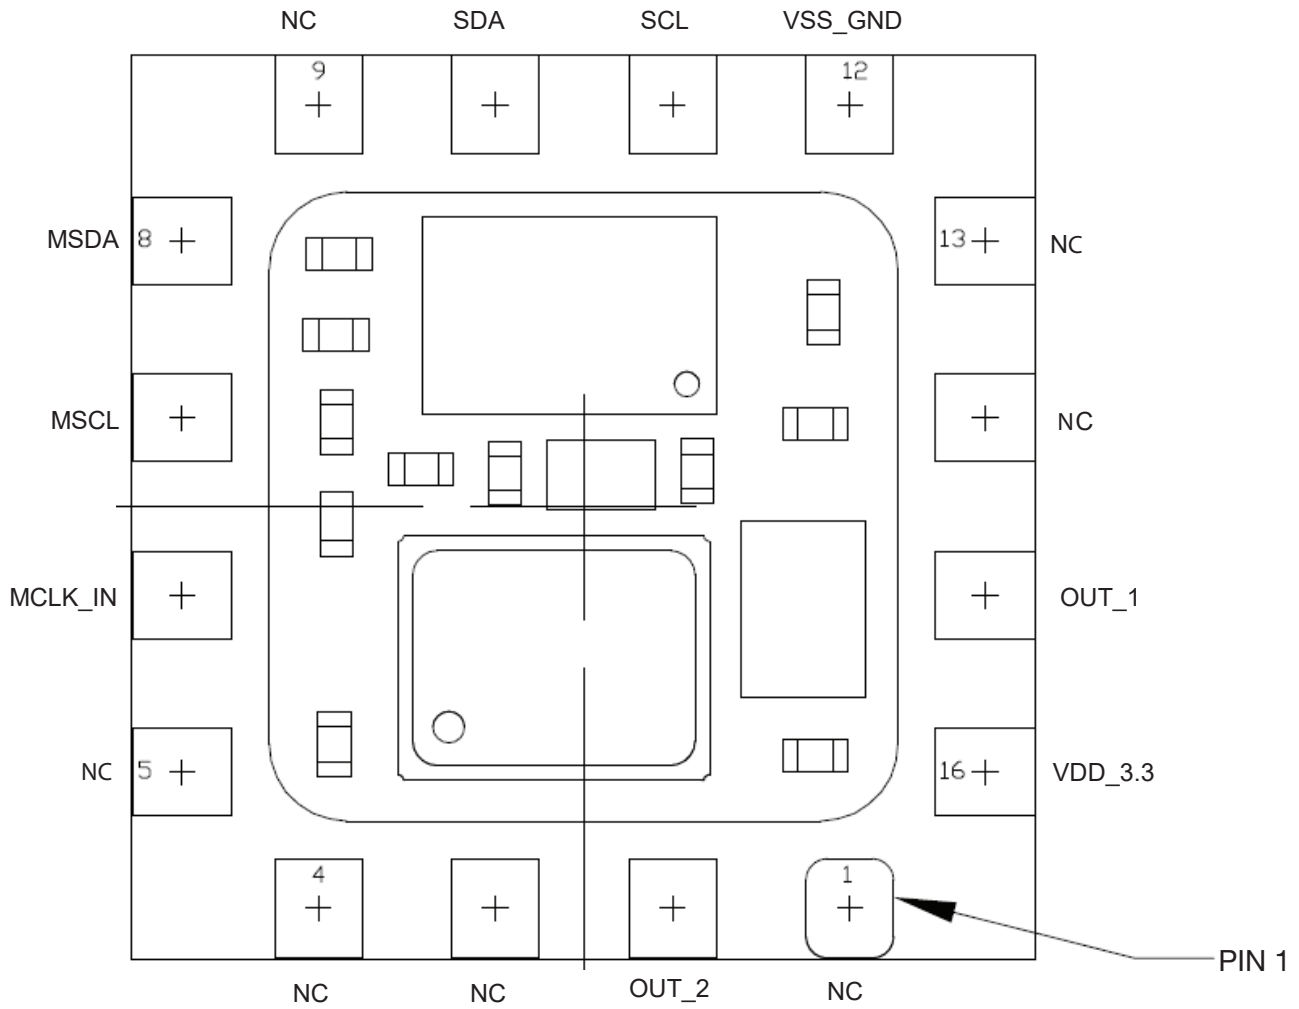 NC SDA SCL VSS_GND
9 12
MSDA 8 13 NC
MSCL NC
MCLK_IN OUT_1
NC 5 16 VDD_3.3
4 1
PIN 1
NC NC OUT_2 NC